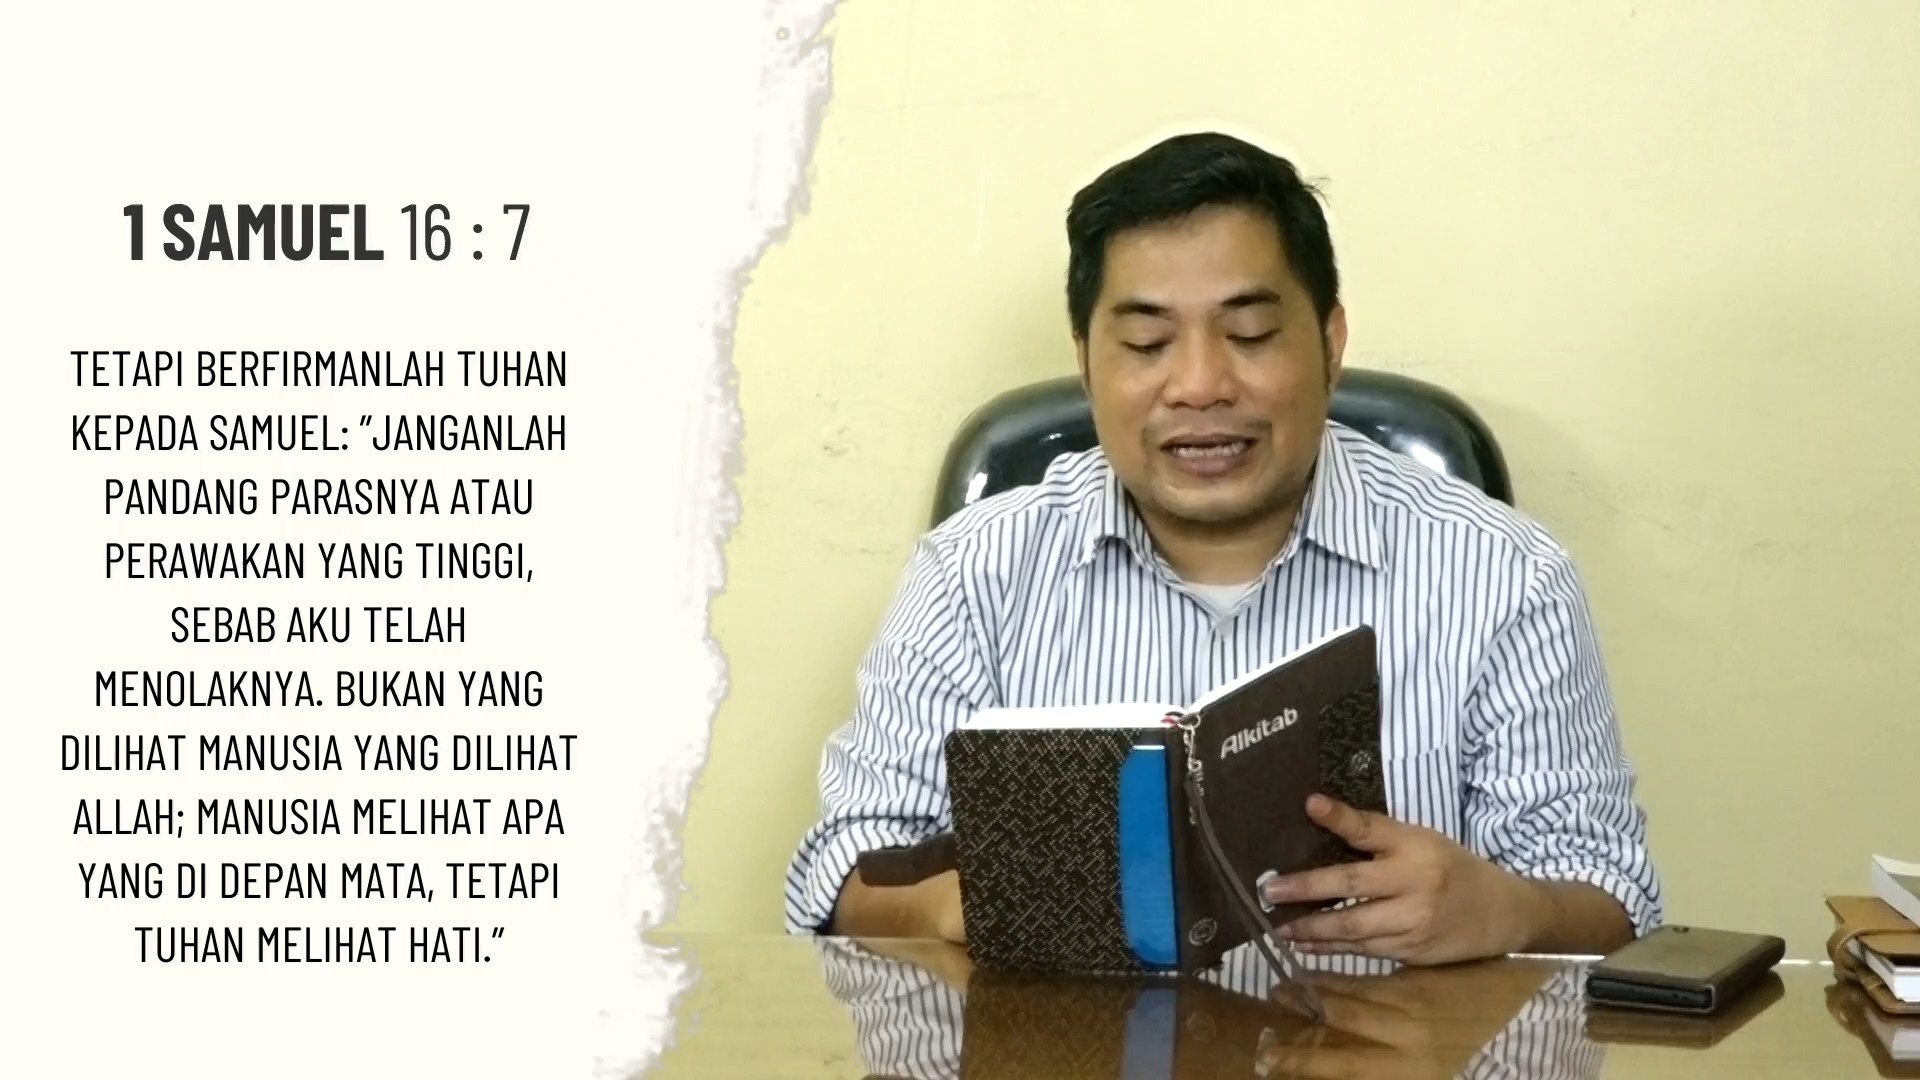 1 SAMUEL 16 : 7
TETAPI BERFIRMANLAH TUHAN
KEPADA SAMUEL: "JANGANLAH
PANDANG PARASNYA ATAU
PERAWAKAN YANG TINGGI,
SEBAB AKU TELAH
MENOLAKNYA. BUKAN YANG
DILIHAT MANUSIA YANG DILIHAT
ALLAH; MANUSIA MELIHAT APA
YANG DI DEPAN MATA, TETAPI
TUHAN MELIHAT HATI."
Alkitab